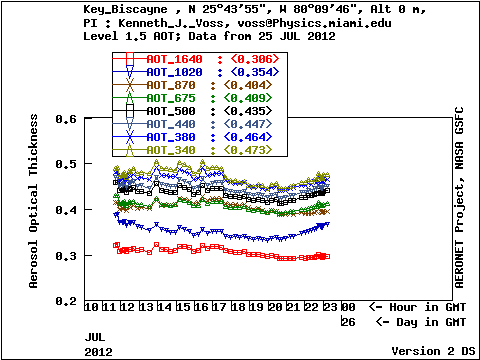 Key_Biscayne , N 25°43'55", W 80°09'46", Alt 0 m,
PI : Kenneth_J._Voss, voss@Physics.miami.edu
Level 1.5 AOT; Data from 25 JUL 2012
AOT_1640 : <0.306>
AOT_1020 : <0.354>
AOT_870 : <0.404>
AOT_675 : <0.409>
AOT_500 : <0.435>
AOT_440 : <0.447>
AOT_380 : <0.464>
AOT_340 : <0.473>
Aerosol Optical Thickness
0.6
0.5
0.4
0.3
0.2
AERONET Project, NASA GSFC
10 11 12 13 14 15 16 17 18 19 20 21 22 23 00 <- Hour in GMT
26 <- Day in GMT
JUL
2012
Version 2 DS